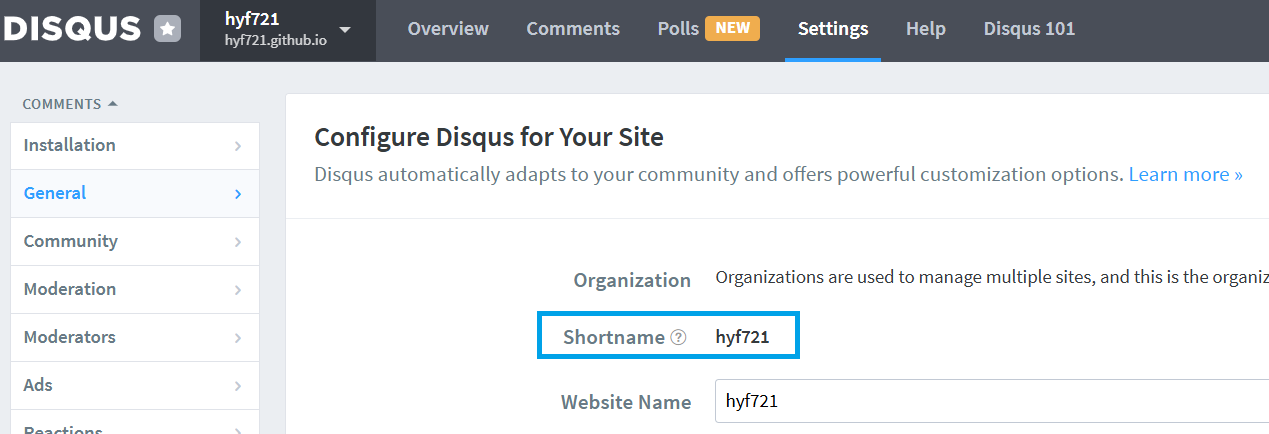 DISQUS
hyf721
hyf721.github.io
Overview
Comments
Polls NEW
Settings
Help
Disqus 101
COMMENTS
Installation
General
Community
Moderation
Moderators
Ads
Reactions
Configure Disqus for Your Site
Disqus automatically adapts to your community and offers powerful customization options. Learn more »
Organization Organizations are used to manage multiple sites, and this is the organiz
Shortname ? hyf721
Website Name hyf721